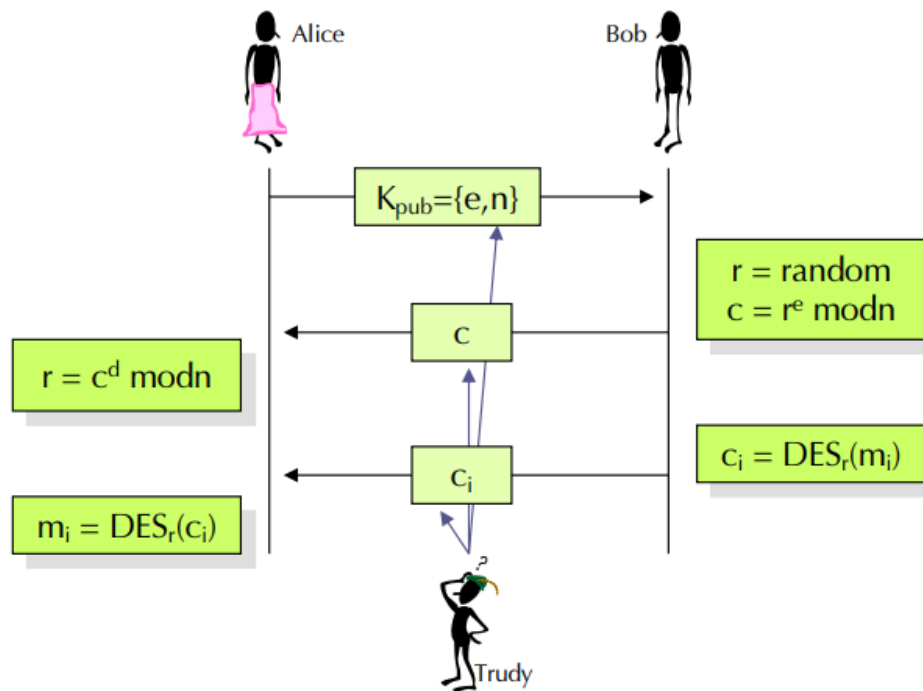 Alice
Bob
Kpub={e,n}
r = random
c = rᵉ modn
c
r = cᵈ modn
cᵢ = DESᵣ(mᵢ)
cᵢ
mᵢ = DESᵣ(cᵢ)
?
Trudy